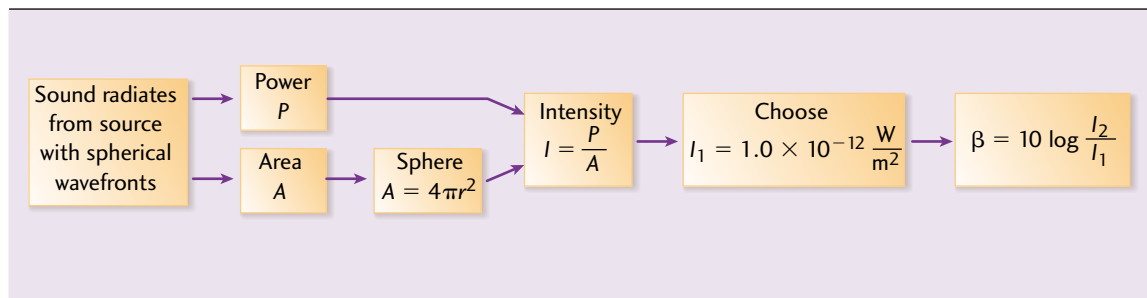 Sound radiates
from source
with spherical
wavefronts
Power
P
Area
A
Sphere
A = 4πr²
Intensity
I = P/A
Choose
I₁ = 1.0 × 10⁻¹² W/m²
β = 10 log I₂/I₁